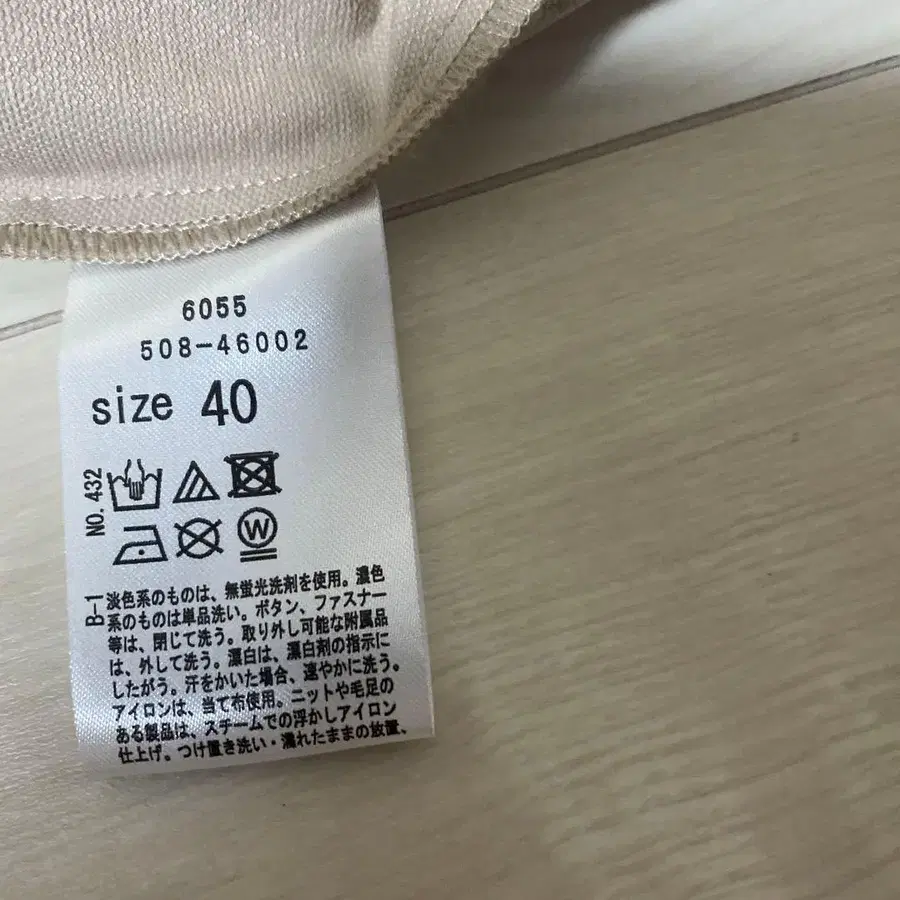 6055
508-46002
size 40
NO. 432
W
B-1
淡色系のものは、無蛍光洗剤を使用。濃色
系のものは単品洗い。ボタン、ファスナー
等は、閉じて洗う。取り外し可能な附属品
は、外して洗う。漂白は、漂白剤の指示に
したがう。汗をかいた場合、速やかに洗う。
アイロンは、当て布使用。ニットや毛足の
ある製品は、スチームでの浮かしアイロン
仕上げ。つけ置き洗い・濡れたままの放置、